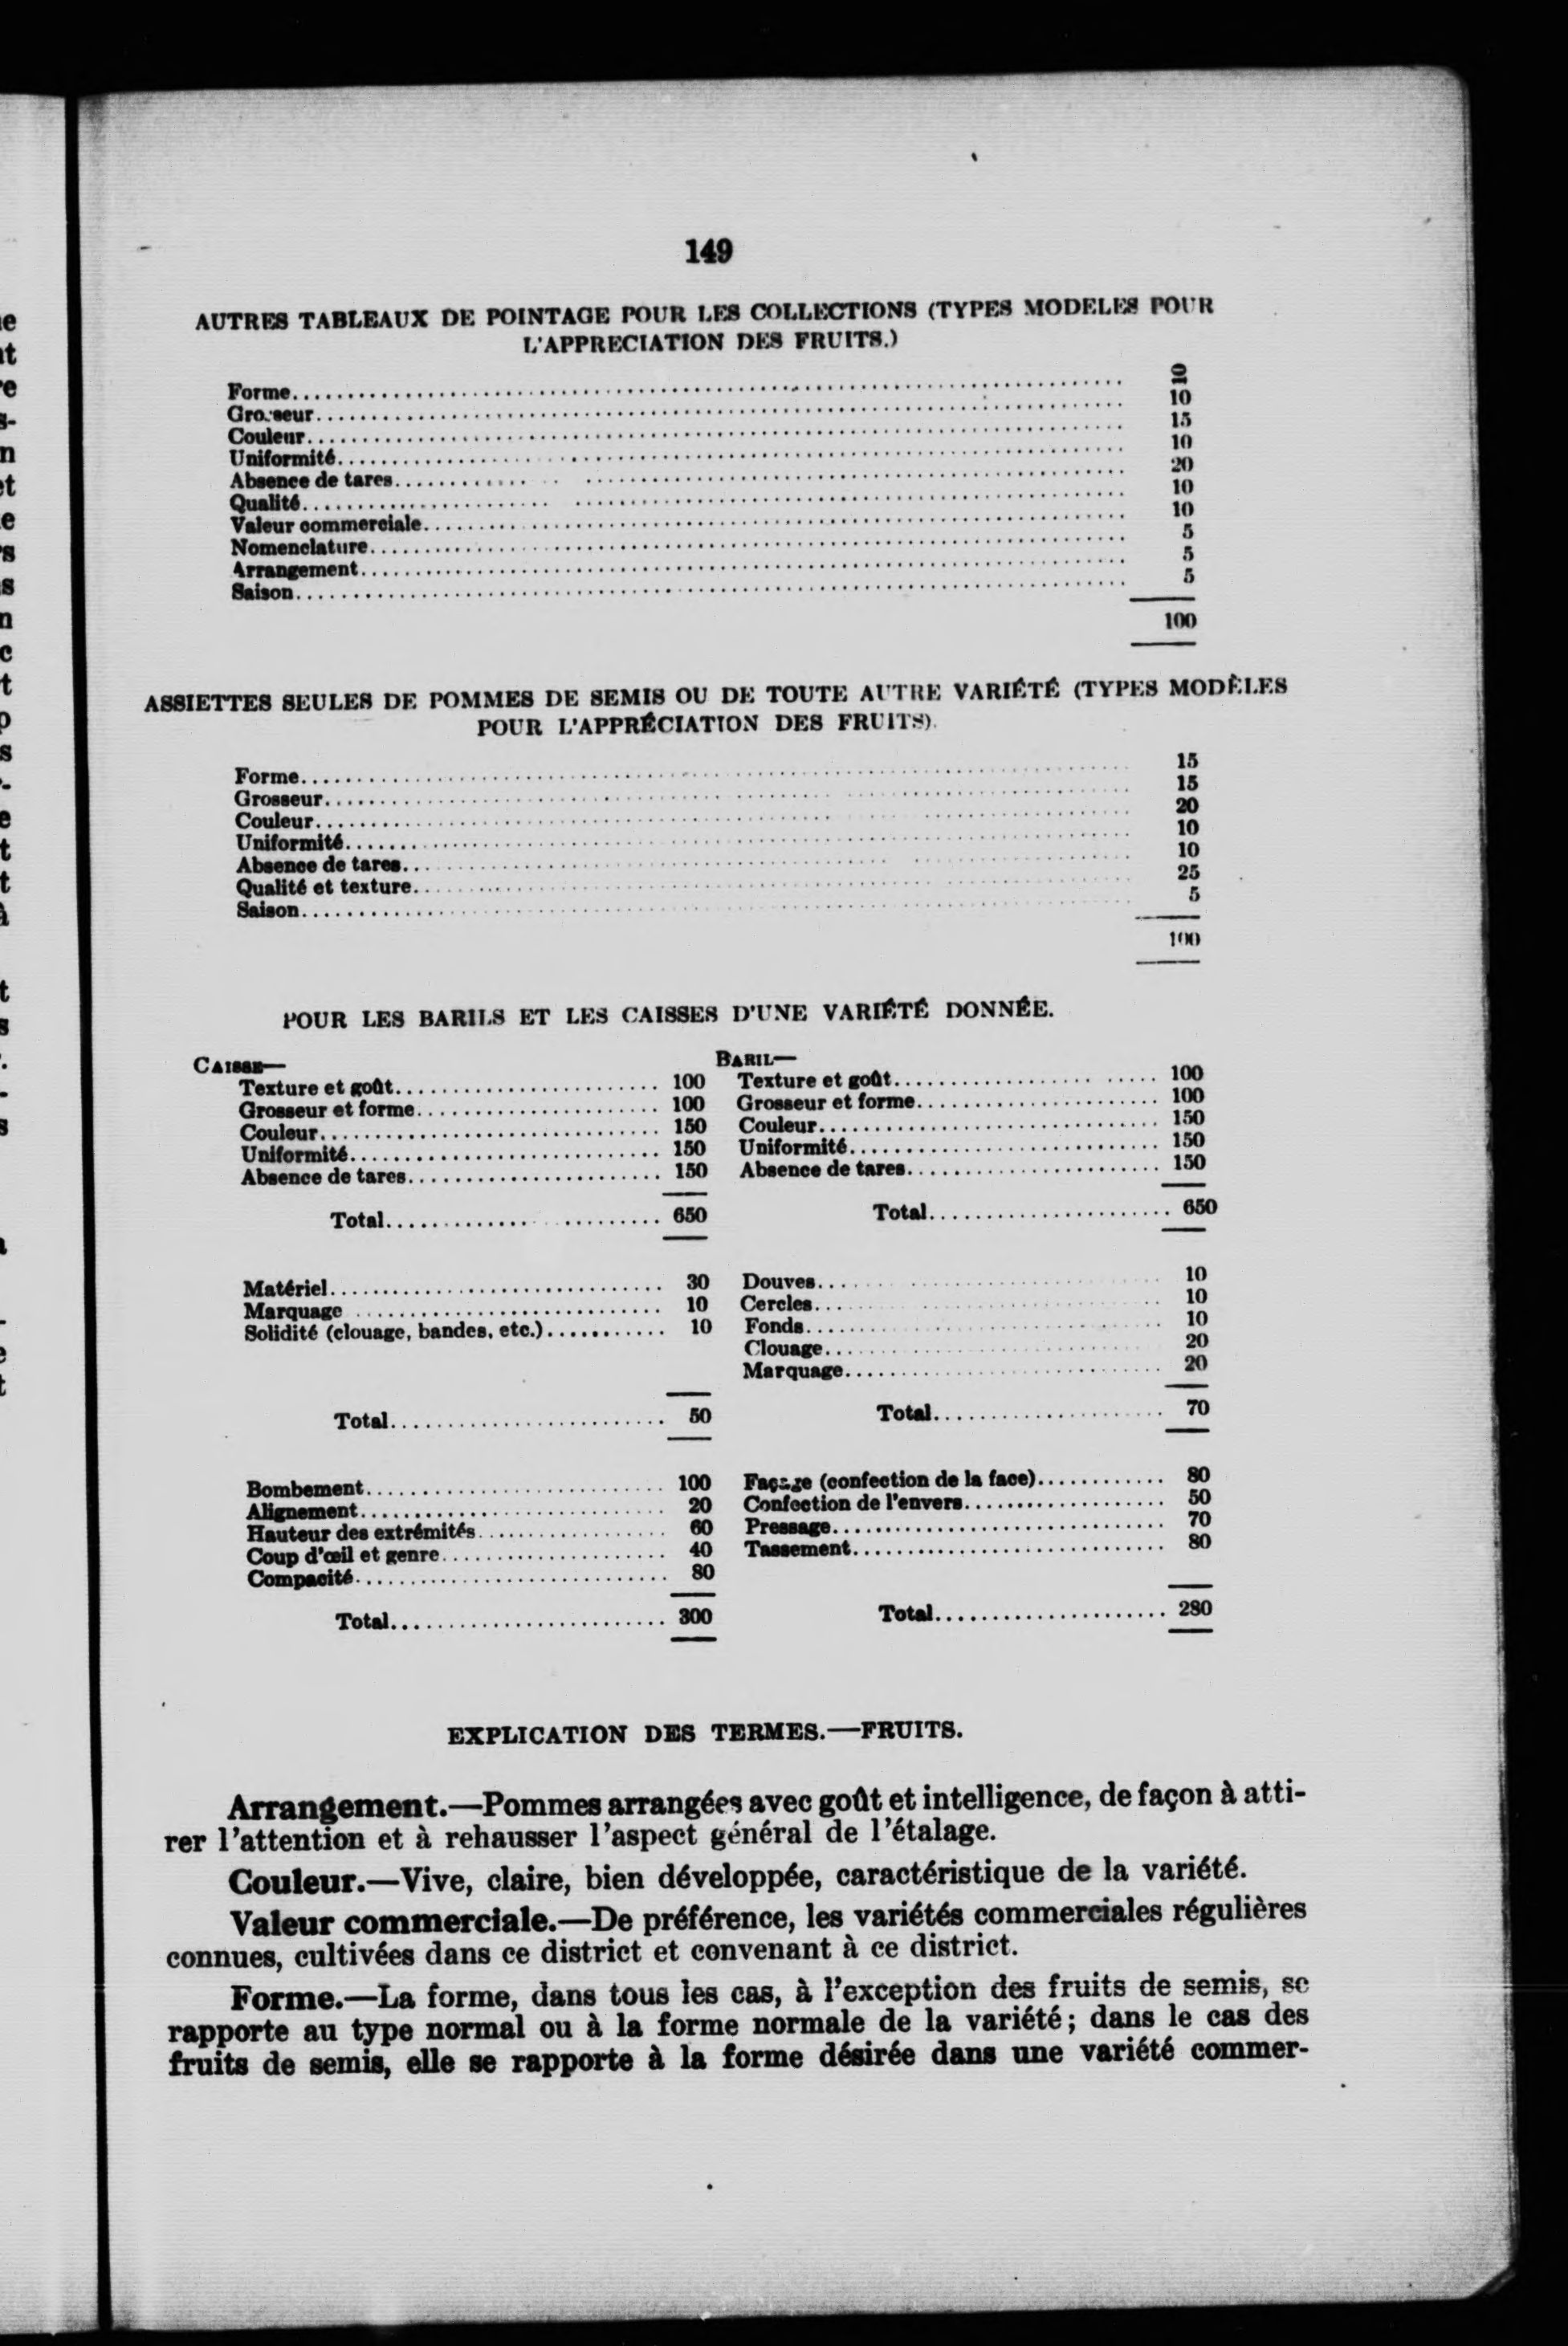 149
AUTRES TABLEAUX DE POINTAGE POUR LES COLLECTIONS (TYPES MODELES POUR
L'APPRECIATION DES FRUITS.)
Forme........ 10
Grosseur........ 10
Couleur........ 15
Uniformité........ 10
Absence de tares........ 20
Qualité........ 10
Valeur commerciale........ 10
Nomenclature........ 5
Arrangement........ 5
Saison........ 5
100
ASSIETTES SEULES DE POMMES DE SEMIS OU DE TOUTE AUTRE VARIÉTÉ (TYPES MODÈLES
POUR L'APPRÉCIATION DES FRUITS).
Forme........ 15
Grosseur........ 15
Couleur........ 20
Uniformité........ 10
Absence de tares........ 10
Qualité et texture........ 25
Saison........ 5
100
POUR LES BARILS ET LES CAISSES D'UNE VARIÉTÉ DONNÉE.
CAISSE— BARIL—
Texture et goût........ 100 Texture et goût........ 100
Grosseur et forme........ 100 Grosseur et forme........ 100
Couleur........ 150 Couleur........ 150
Uniformité........ 150 Uniformité........ 150
Absence de tares........ 150 Absence de tares........ 150
Total........ 650 Total........ 650
Matériel........ 30 Douves........ 10
Marquage........ 10 Cercles........ 10
Solidité (clouage, bandes, etc.)........ 10 Fonds........ 10
Clouage........ 20
Marquage........ 20
Total........ 50 Total........ 70
Bombement........ 100 Façage (confection de la face)........ 80
Alignement........ 20 Confection de l'envers........ 50
Hauteur des extrémités........ 60 Pressage........ 70
Coup d'œil et genre........ 40 Tassement........ 80
Compacité........ 80
Total........ 300 Total........ 280
EXPLICATION DES TERMES.—FRUITS.
Arrangement.—Pommes arrangées avec goût et intelligence, de façon à atti-
rer l'attention et à rehausser l'aspect général de l'étalage.
Couleur.—Vive, claire, bien développée, caractéristique de la variété.
Valeur commerciale.—De préférence, les variétés commerciales régulières
connues, cultivées dans ce district et convenant à ce district.
Forme.—La forme, dans tous les cas, à l'exception des fruits de semis, se
rapporte au type normal ou à la forme normale de la variété; dans le cas des
fruits de semis, elle se rapporte à la forme désirée dans une variété commer-